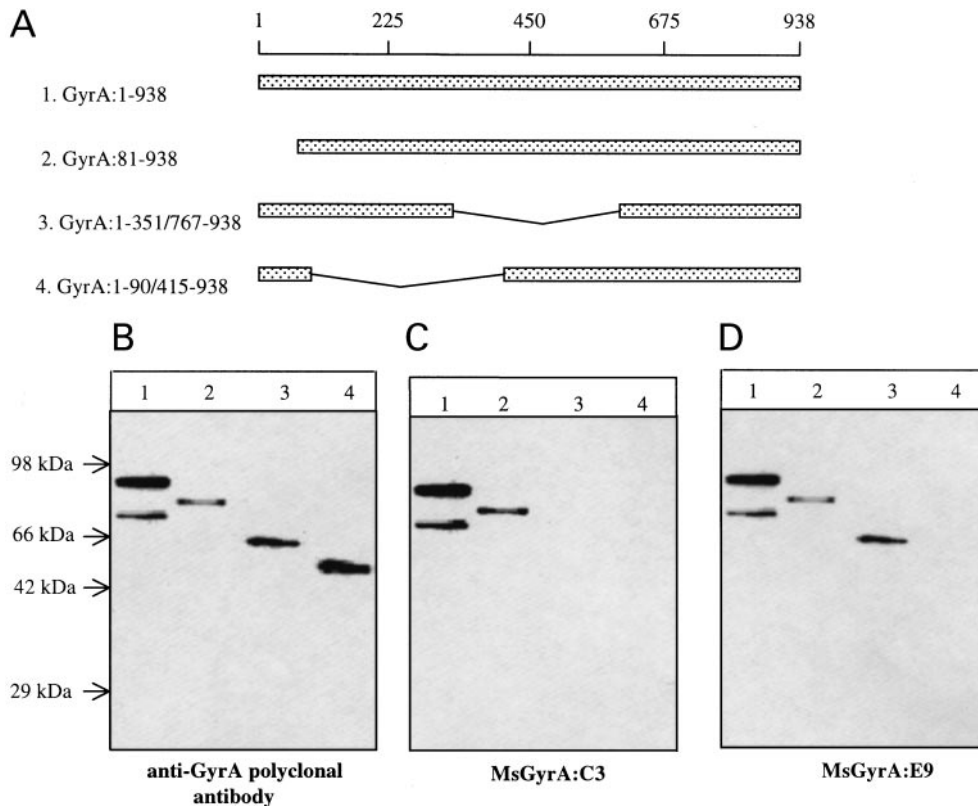 A
1 225 450 675 938
1. GyrA:1-938
2. GyrA:81-938
3. GyrA:1-351/767-938
4. GyrA:1-90/415-938
B
1 2 3 4
98 kDa
66 kDa
42 kDa
29 kDa
anti-GyrA polyclonal
antibody
C
1 2 3 4
MsGyrA:C3
D
1 2 3 4
MsGyrA:E9